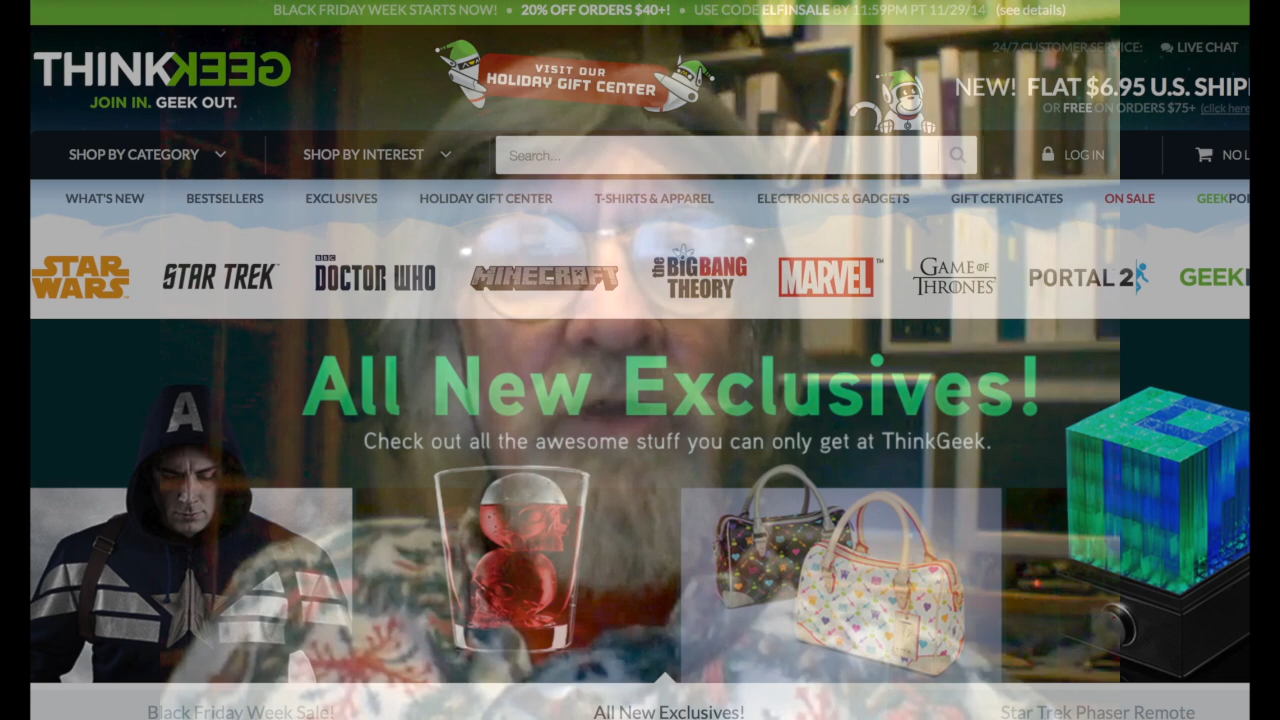 BLACK FRIDAY WEEK STARTS NOW! • 20% OFF ORDERS $40+! • USE CODE ELFINSALE BY 11:59PM PT 11/29/14 (see details)
24/7 CUSTOMER SERVICE: LIVE CHAT
THINKGEEK
JOIN IN. GEEK OUT.
VISIT OUR
HOLIDAY GIFT CENTER
NEW! FLAT $6.95 U.S. SHIP
OR FREE ON ORDERS $75+ (click here
SHOP BY CATEGORY SHOP BY INTEREST Search... LOG IN NO
WHAT'S NEW BESTSELLERS EXCLUSIVES HOLIDAY GIFT CENTER T-SHIRTS & APPAREL ELECTRONICS & GADGETS GIFT CERTIFICATES ON SALE GEEKPO
STAR WARS
STAR TREK
BBC
DOCTOR WHO
MINECRAFT
the BIG BANG THEORY
MARVEL
GAME OF THRONES
PORTAL 2
GEEK
All New Exclusives!
Check out all the awesome stuff you can only get at ThinkGeek.
A
Black Friday Week Sale! All New Exclusives! Star Trek Phaser Remote